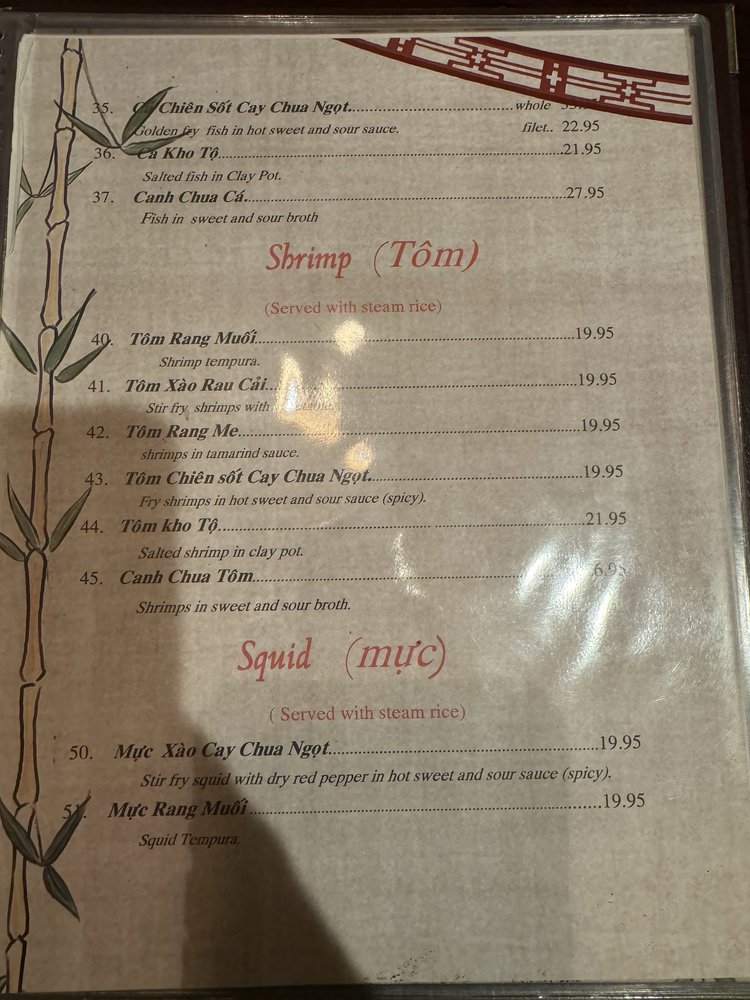 35. Cá Chiên Sốt Cay Chua Ngọt..................whole
Golden fry fish in hot sweet and sour sauce. filet.. 22.95
36. Cá Kho Tộ..................21.95
Salted fish in Clay Pot.
37. Canh Chua Cá..................27.95
Fish in sweet and sour broth
Shrimp (Tôm)
(Served with steam rice)
40. Tôm Rang Muối..................19.95
Shrimp tempura.
41. Tôm Xào Rau Cải..................19.95
Stir fry shrimps with
42. Tôm Rang Me..................19.95
shrimps in tamarind sauce.
43. Tôm Chiên sốt Cay Chua Ngọt..................19.95
Fry shrimps in hot sweet and sour sauce (spicy).
44. Tôm kho Tộ..................21.95
Salted shrimp in clay pot.
45. Canh Chua Tôm..................
Shrimps in sweet and sour broth.
Squid (mực)
( Served with steam rice)
50. Mực Xào Cay Chua Ngọt..................19.95
Stir fry squid with dry red pepper in hot sweet and sour sauce (spicy).
51. Mực Rang Muối..................19.95
Squid Tempura.